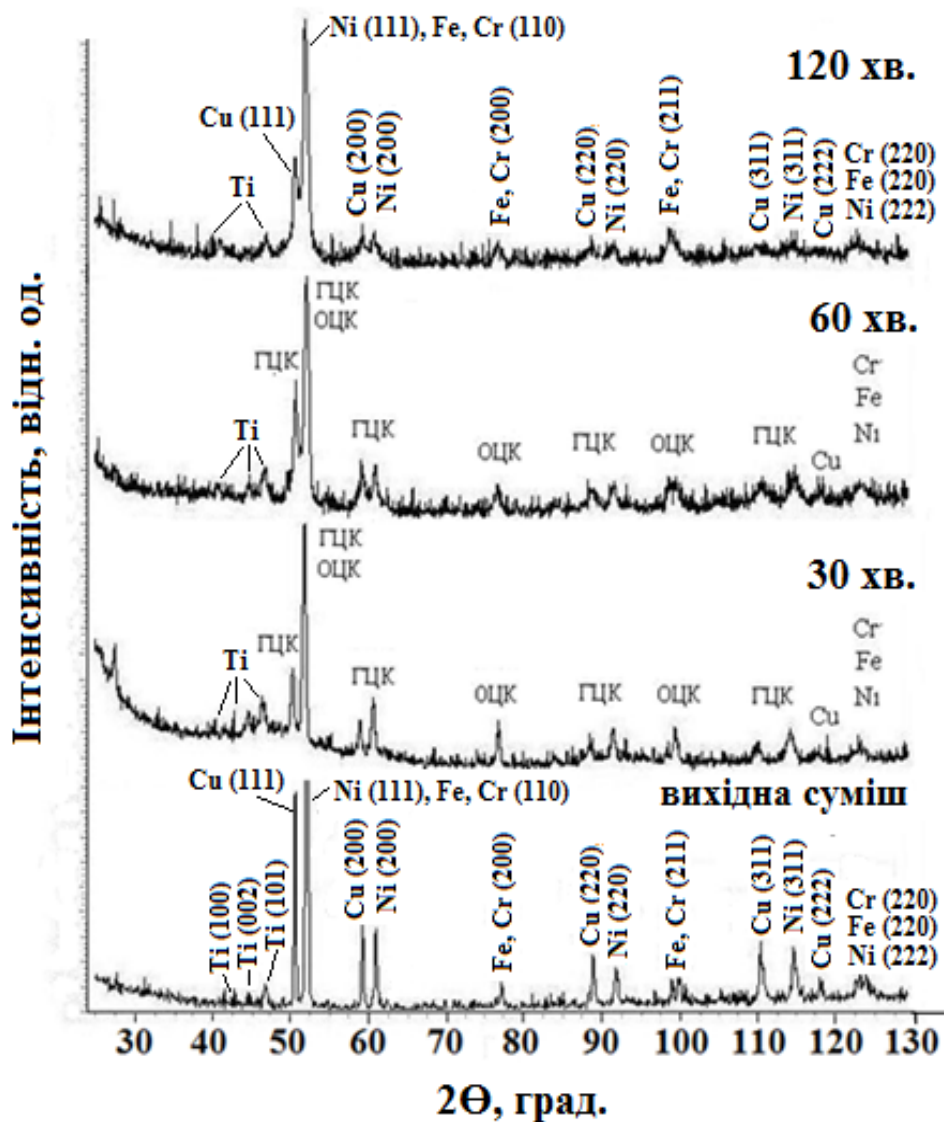 Інтенсивність, відн. од.
Ni (111), Fe, Cr (110)
120 хв.
Cu (111)
Ti
Cu (200)
Ni (200)
Fe, Cr (200)
Cu (220)
Ni (220)
Fe, Cr (211)
Cu (311)
Ni (311)
Cu (222)
Cr (220)
Fe (220)
Ni (222)
60 хв.
ГЦК
ОЦК
ГЦК
Ti
ГЦК
ОЦК
ГЦК
ОЦК
ГЦК
Cu
Cr
Fe
Ni
30 хв.
ГЦК
ОЦК
ГЦК
Ti
ГЦК
ОЦК
ГЦК
ОЦК
ГЦК
Cu
Cr
Fe
Ni
вихідна суміш
Cu (111)
Ni (111), Fe, Cr (110)
Ti (100)
Ti (002)
Ti (101)
Cu (200)
Ni (200)
Fe, Cr (200)
Cu (220)
Ni (220)
Fe, Cr (211)
Cu (311)
Ni (311)
Cu (222)
Cr (220)
Fe (220)
Ni (222)
30 40 50 60 70 80 90 100 110 120 130
2Ѳ, град.